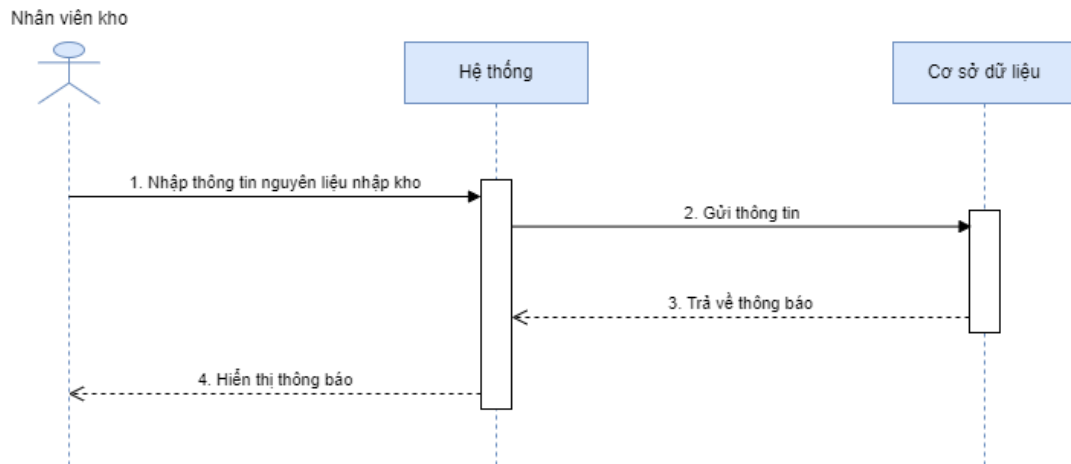 Nhân viên kho
Hệ thống
Cơ sở dữ liệu
1. Nhập thông tin nguyên liệu nhập kho
2. Gửi thông tin
3. Trả về thông báo
4. Hiển thị thông báo